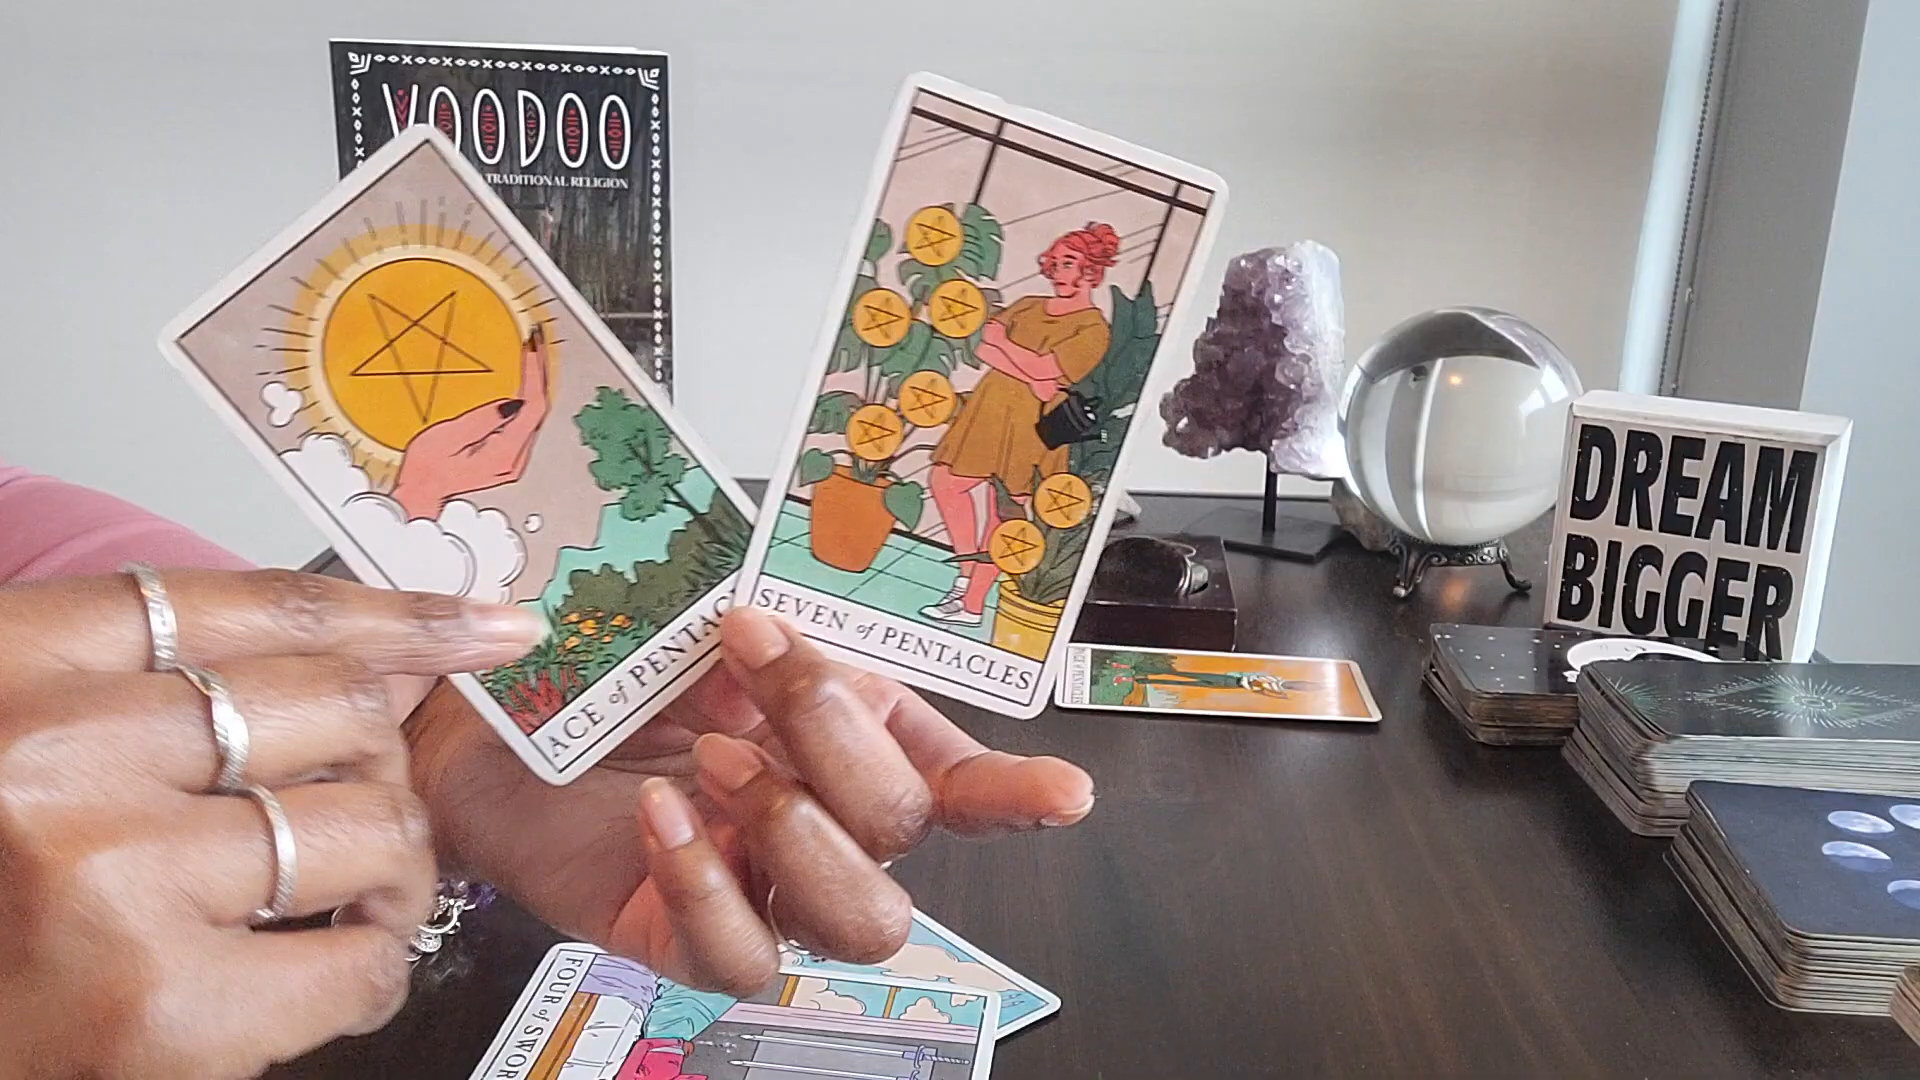 VOODOO
TRADITIONAL RELIGION
ACE of PENTAC
SEVEN of PENTACLES
DREAM
BIGGER
FOUR of SWOR